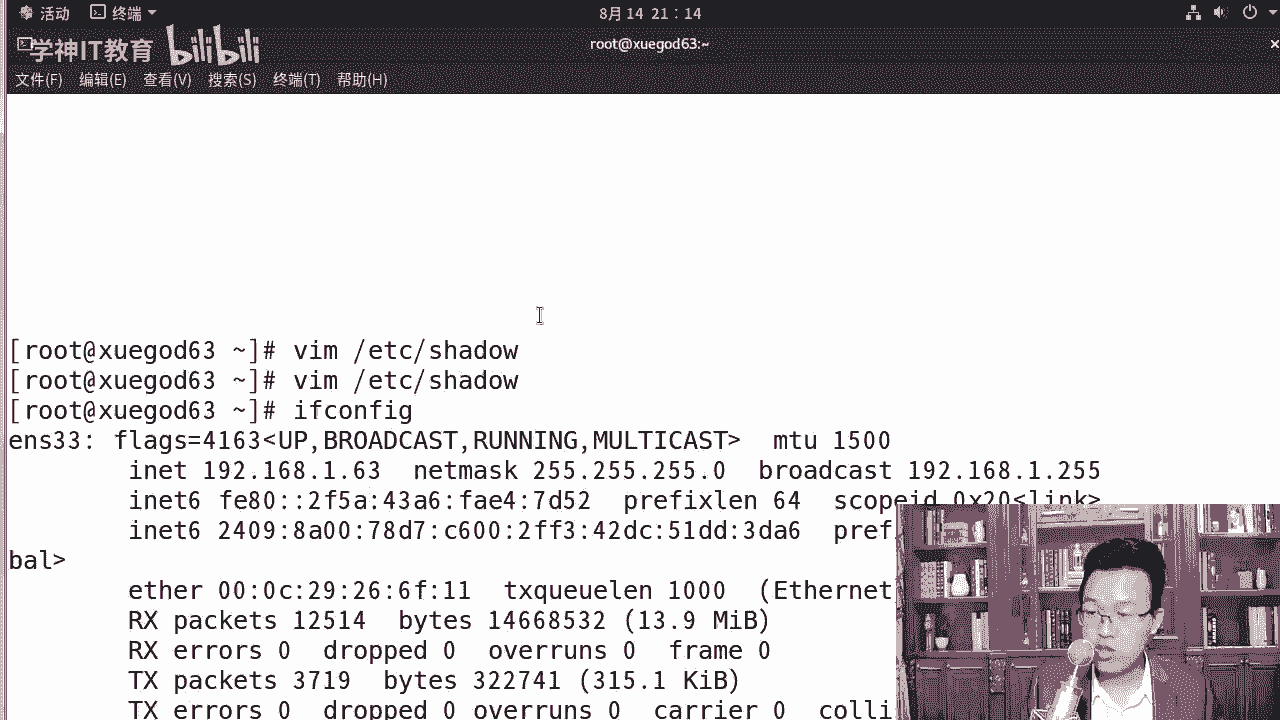 活动 终端 8月 14 21：14
学神IT教育 bilibili
root@xuegod63:~
文件(F) 编辑(E) 查看(V) 搜索(S) 终端(T) 帮助(H)
[root@xuegod63 ~]# vim /etc/shadow
[root@xuegod63 ~]# vim /etc/shadow
[root@xuegod63 ~]# ifconfig
ens33: flags=4163<UP,BROADCAST,RUNNING,MULTICAST>  mtu 1500
inet 192.168.1.63  netmask 255.255.255.0  broadcast 192.168.1.255
inet6 fe80::2f5a:43a6:fae4:7d52  prefixlen 64  scopeid 0x20<link>
inet6 2409:8a00:78d7:c600:2ff3:42dc:51dd:3da6  pref
bal>
ether 00:0c:29:26:6f:11  txqueuelen 1000  (Ethernet
RX packets 12514  bytes 14668532 (13.9 MiB)
RX errors 0  dropped 0  overruns 0  frame 0
TX packets 3719  bytes 322741 (315.1 KiB)
TX errors 0  dropped 0 overruns 0  carrier 0  colli